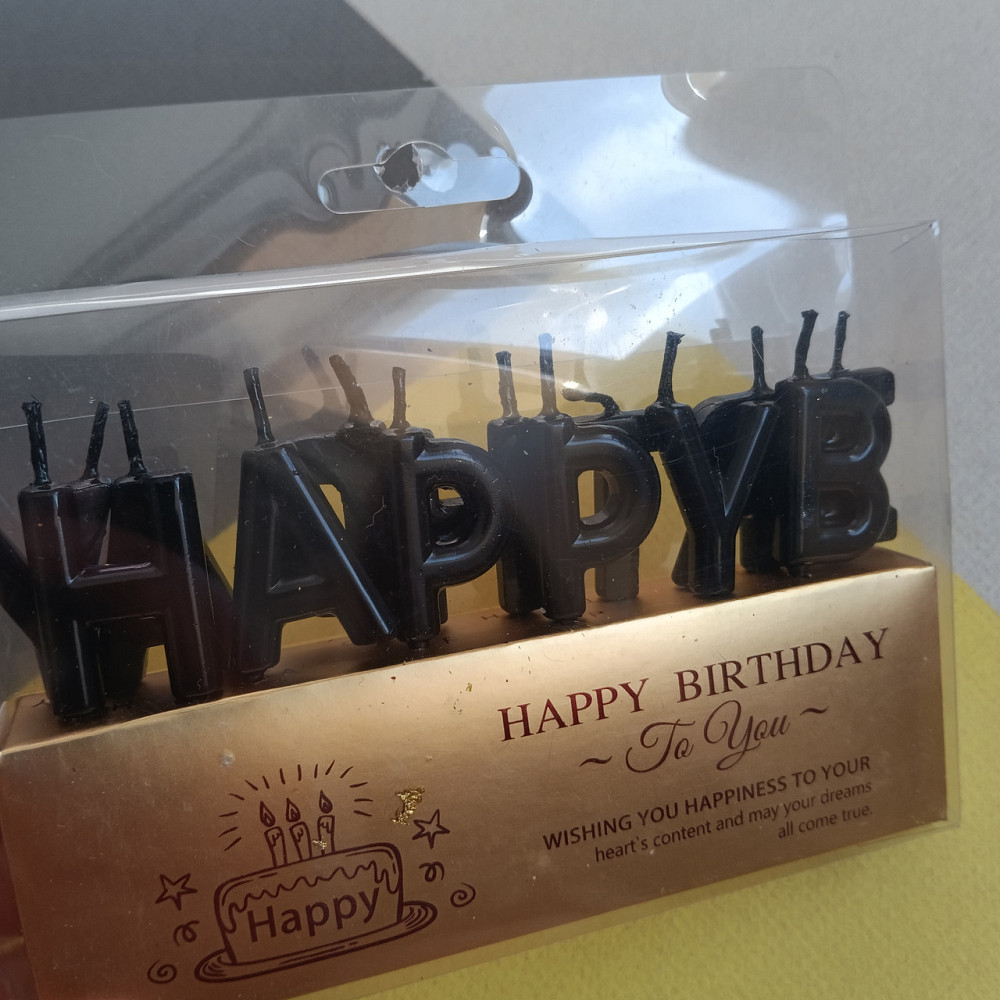 HAPPYB
HAPPY BIRTHDAY
~ To You ~
WISHING YOU HAPPINESS TO YOUR
heart`s content and may your dreams
all come true.
Happy